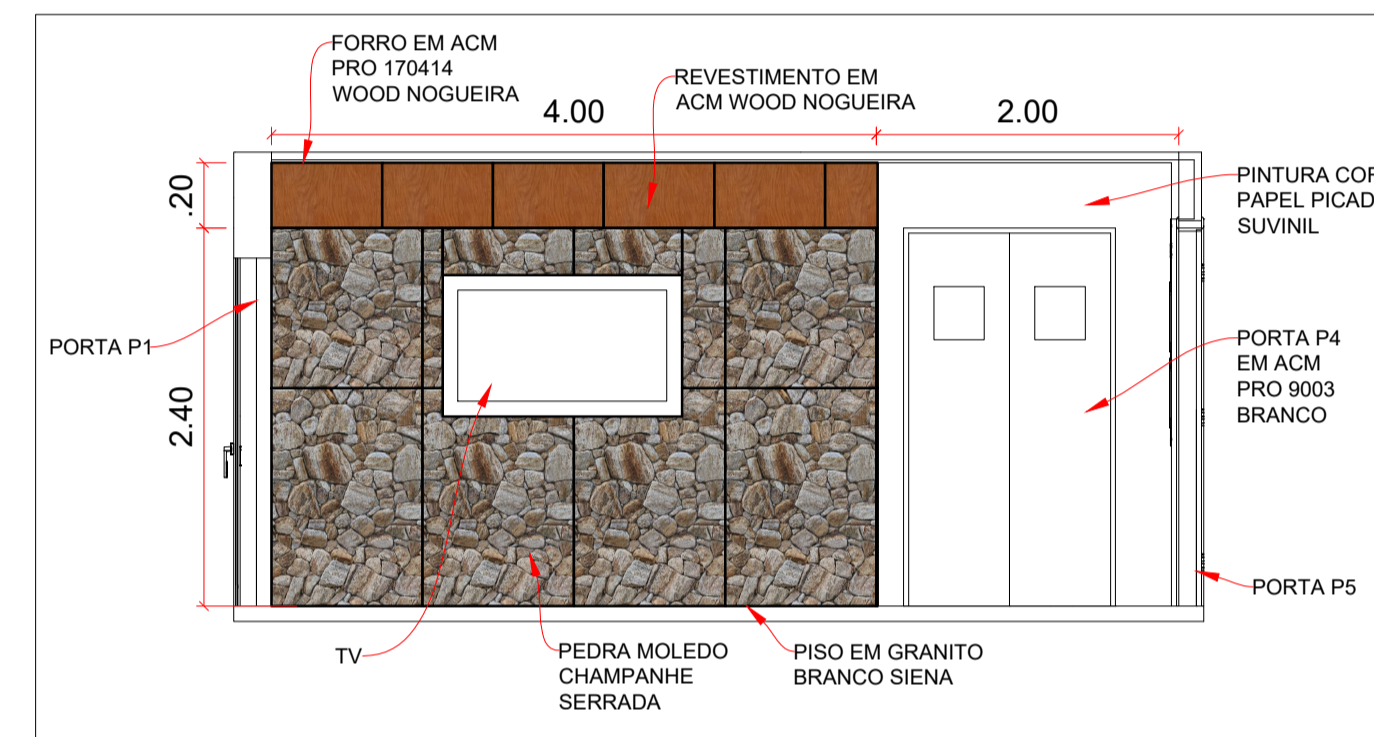 FORRO EM ACM
PRO 170414
WOOD NOGUEIRA
REVESTIMENTO EM
ACM WOOD NOGUEIRA
4.00
2.00
.20
2.40
PINTURA COR
PAPEL PICAD
SUVINIL
PORTA P1
PORTA P4
EM ACM
PRO 9003
BRANCO
PORTA P5
TV
PEDRA MOLEDO
CHAMPANHE
SERRADA
PISO EM GRANITO
BRANCO SIENA